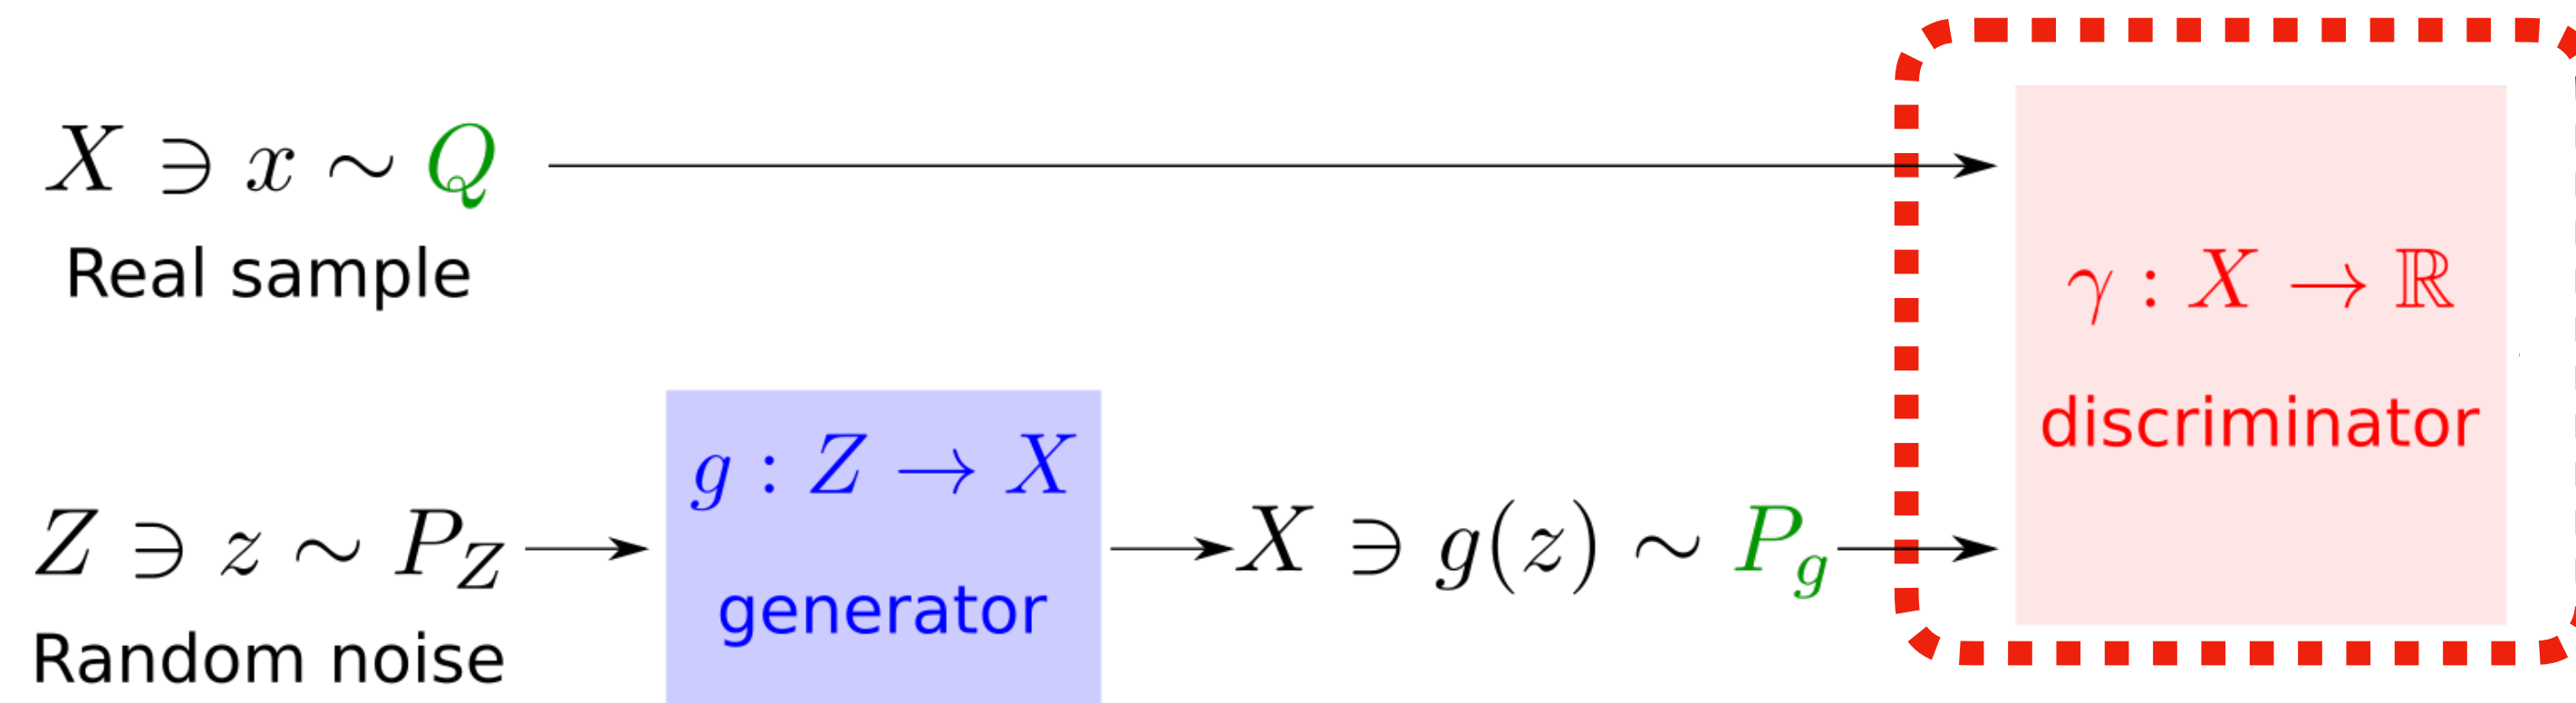 X ∋ x ∼ Q
Real sample
γ : X → ℝ
discriminator
g : Z → X
generator
Z ∋ z ∼ P_Z
Random noise
X ∋ g(z) ∼ P_g